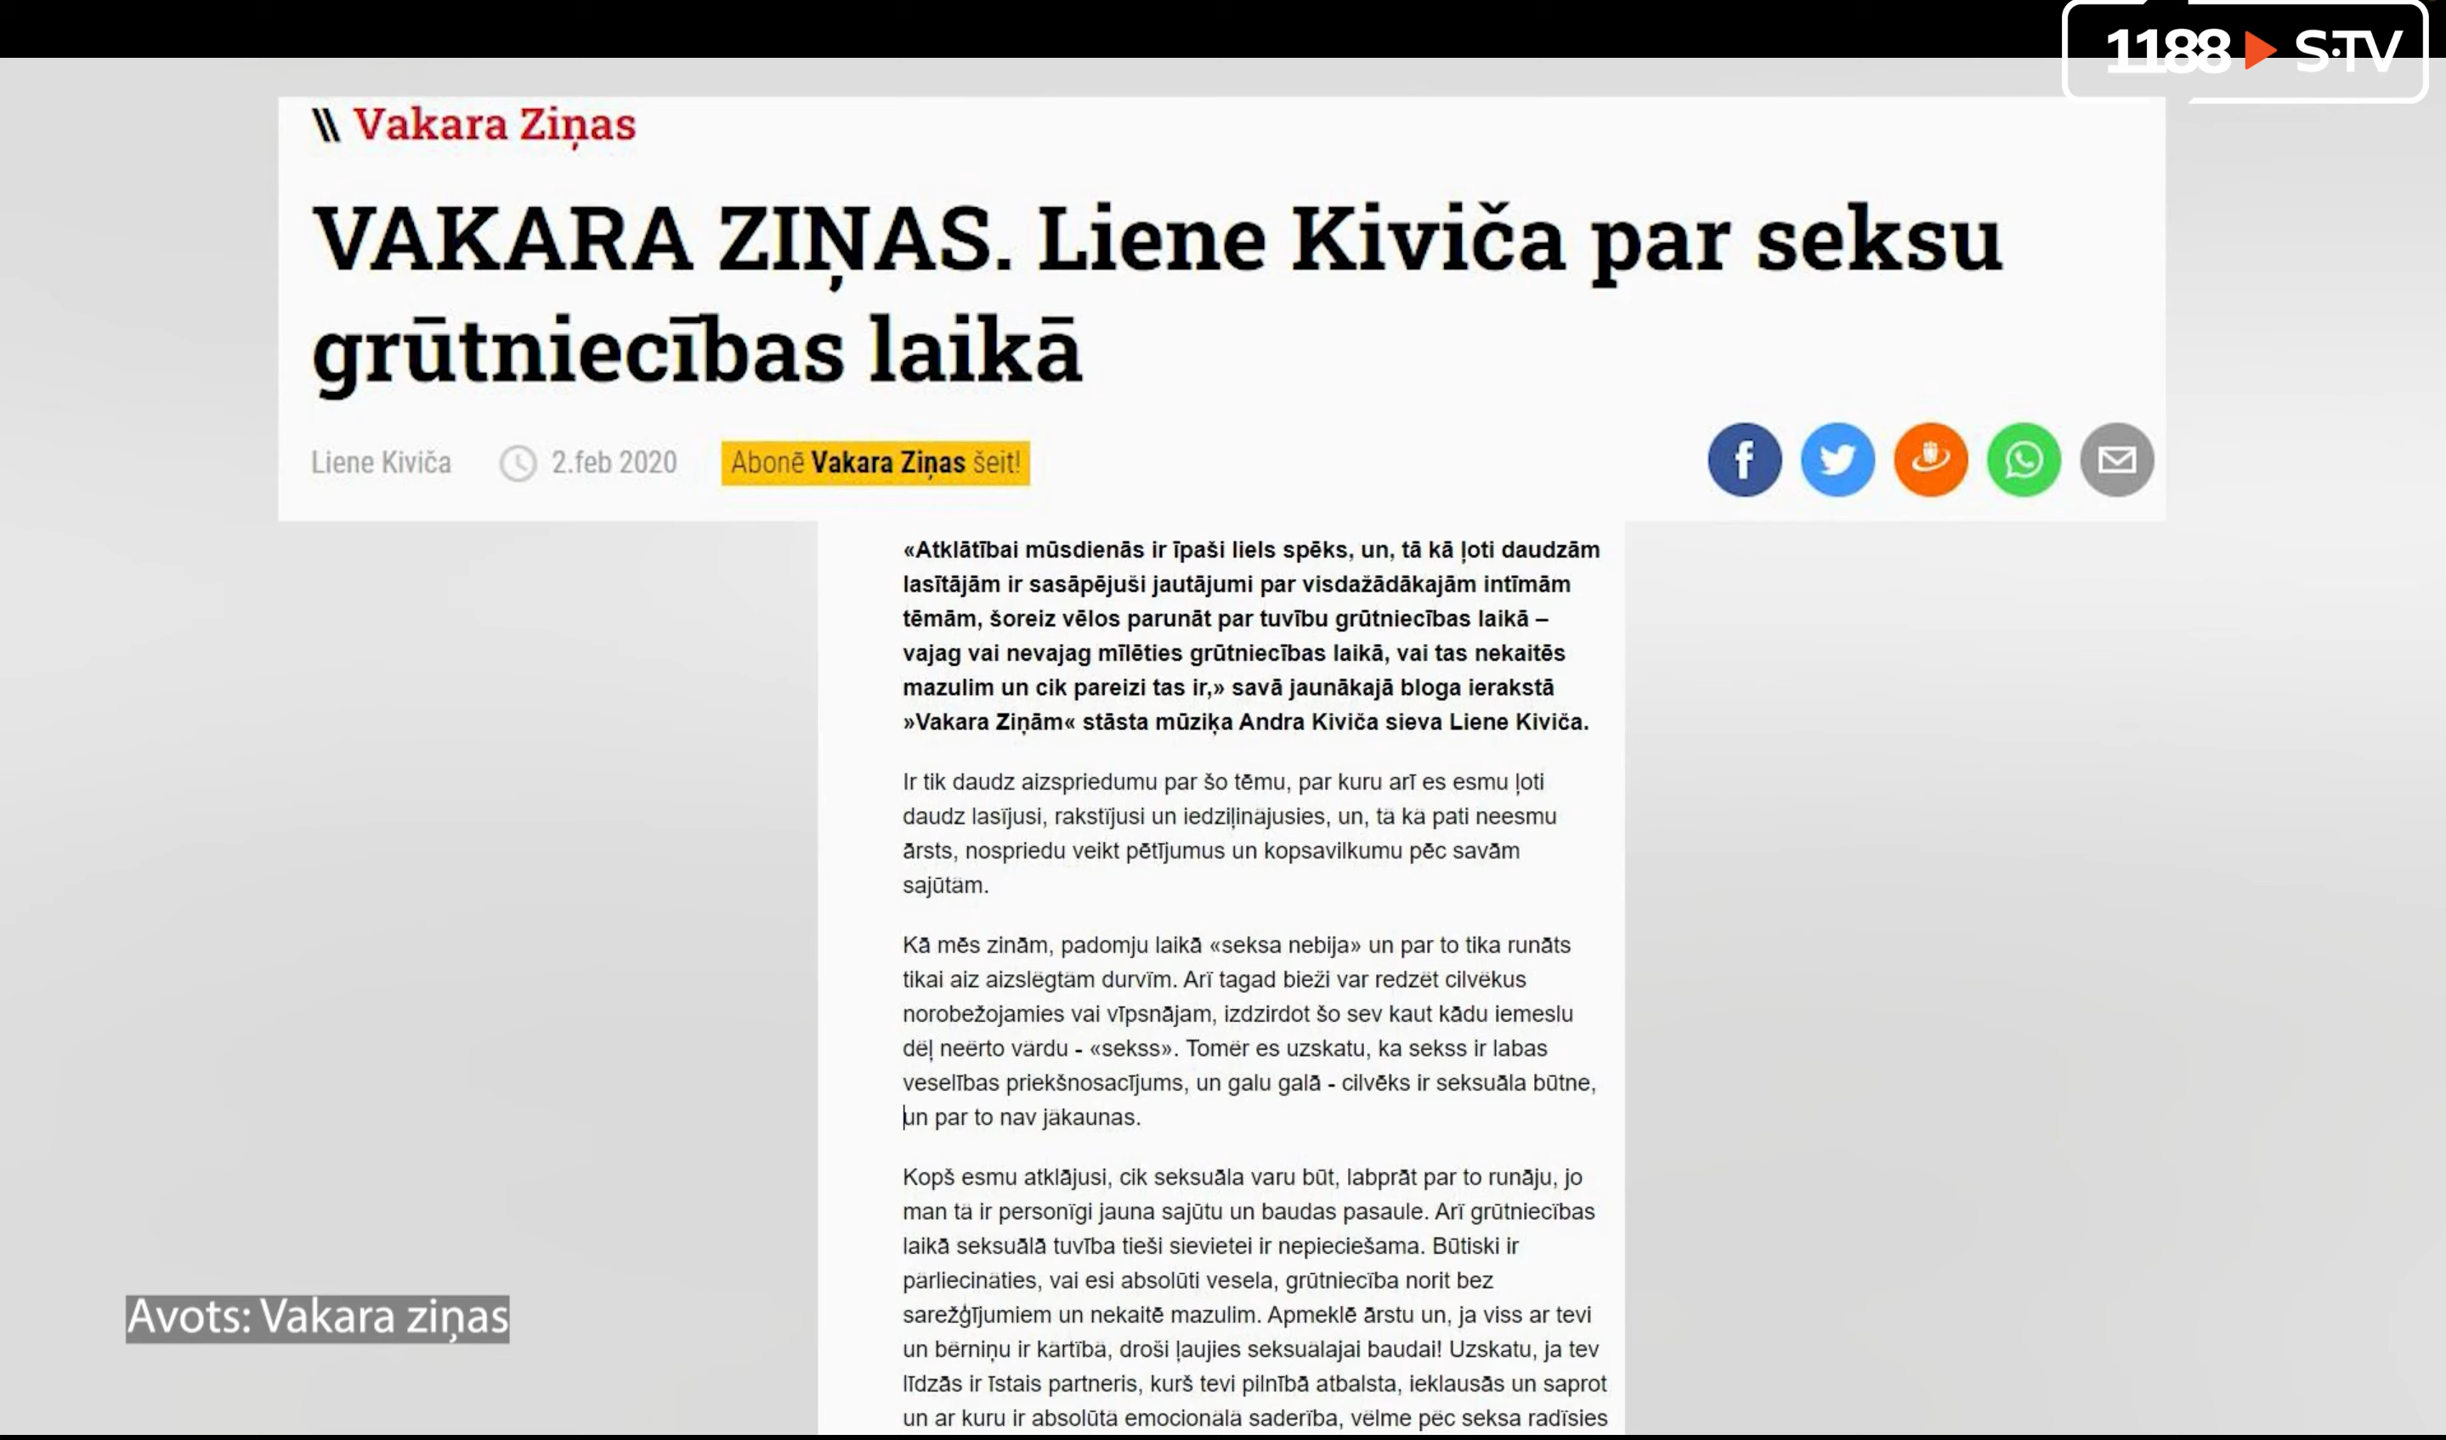 1188 S·TV
\\ Vakara Ziņas
VAKARA ZIŅAS. Liene Kiviča par seksu
grūtniecības laikā
Liene Kiviča 2.feb 2020 Abonē Vakara Ziņas šeit!
«Atklātībai mūsdienās ir īpaši liels spēks, un, tā kā ļoti daudzām
lasītājām ir sasāpējuši jautājumi par visdažādākajām intīmām
tēmām, šoreiz vēlos parunāt par tuvību grūtniecības laikā –
vajag vai nevajag mīlēties grūtniecības laikā, vai tas nekaitēs
mazulim un cik pareizi tas ir,» savā jaunākajā bloga ierakstā
»Vakara Ziņām« stāsta mūziķa Andra Kiviča sieva Liene Kiviča.
Ir tik daudz aizspriedumu par šo tēmu, par kuru arī es esmu ļoti
daudz lasījusi, rakstījusi un iedziļinājusies, un, tā kā pati neesmu
ārsts, nospriedu veikt pētījumus un kopsavilkumu pēc savām
sajūtām.
Kā mēs zinām, padomju laikā «seksa nebija» un par to tika runāts
tikai aiz aizslēgtām durvīm. Arī tagad bieži var redzēt cilvēkus
norobežojamies vai vīpsnājam, izdzirdot šo sev kaut kādu iemeslu
dēļ neērto vārdu - «sekss». Tomēr es uzskatu, ka sekss ir labas
veselības priekšnosacījums, un galu galā - cilvēks ir seksuāla būtne,
un par to nav jākaunas.
Kopš esmu atklājusi, cik seksuāla varu būt, labprāt par to runāju, jo
man tā ir personīgi jauna sajūtu un baudas pasaule. Arī grūtniecības
laikā seksuālā tuvība tieši sievietei ir nepieciešama. Būtiski ir
pārliecināties, vai esi absolūti vesela, grūtniecība norit bez
sarežģījumiem un nekaitē mazulim. Apmeklē ārstu un, ja viss ar tevi
un bērniņu ir kārtībā, droši ļaujies seksuālajai baudai! Uzskatu, ja tev
līdzās ir īstais partneris, kurš tevi pilnībā atbalsta, ieklausās un saprot
un ar kuru ir absolūtā emocionālā saderība, vēlme pēc seksa radīsies
Avots: Vakara ziņas